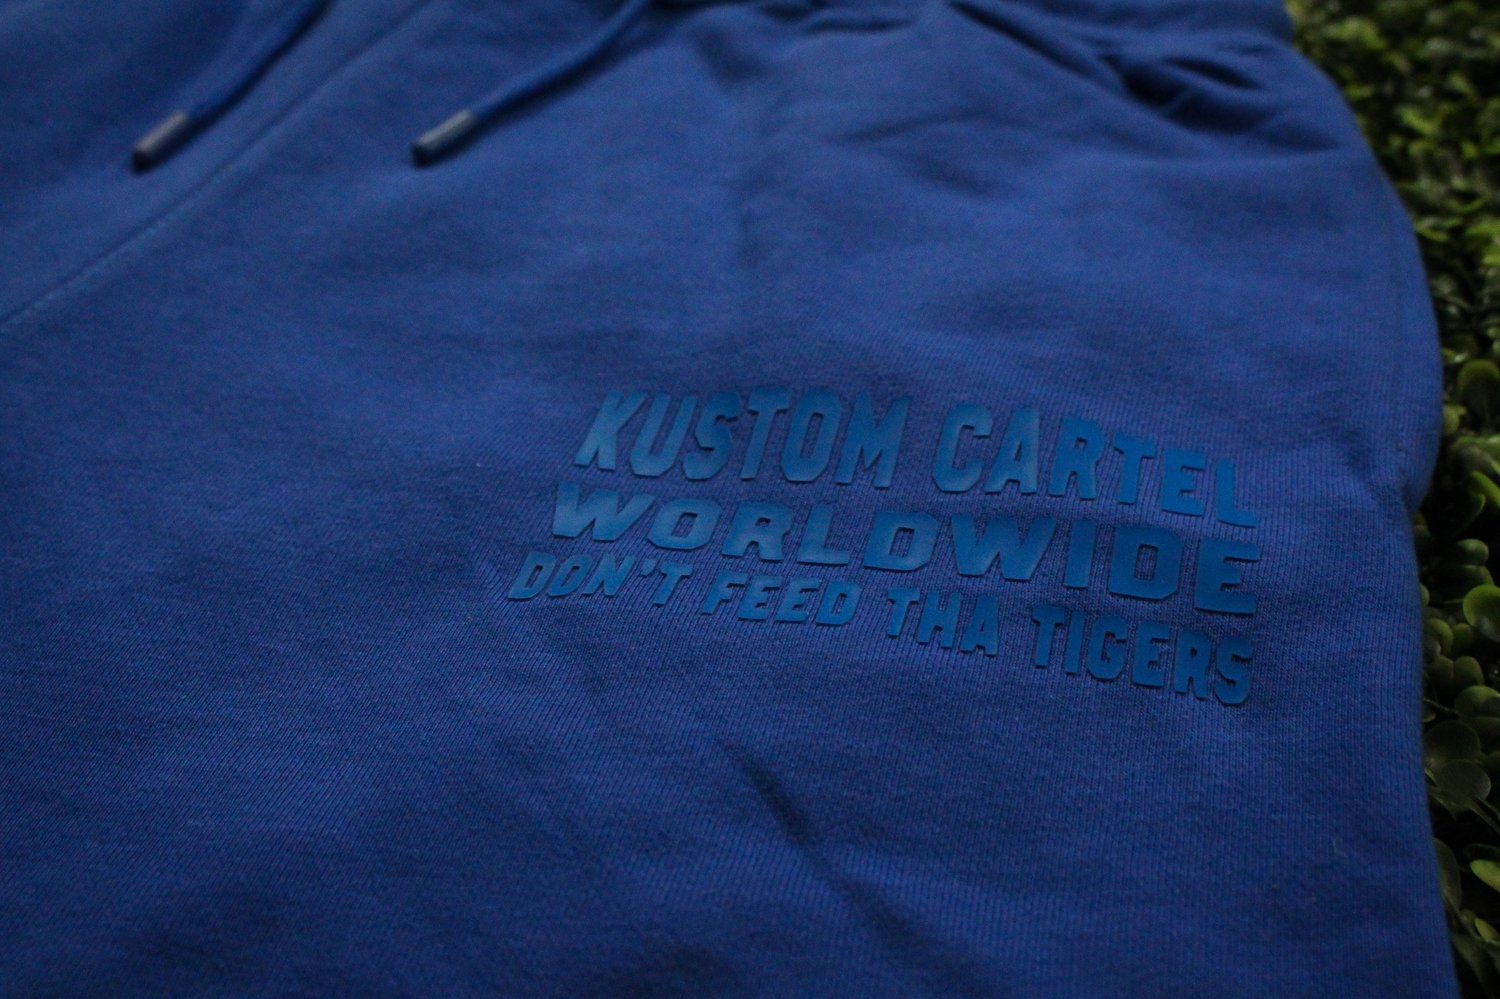 KUSTOM CARTEL
WORLDWIDE
DON'T FEED THA TIGERS